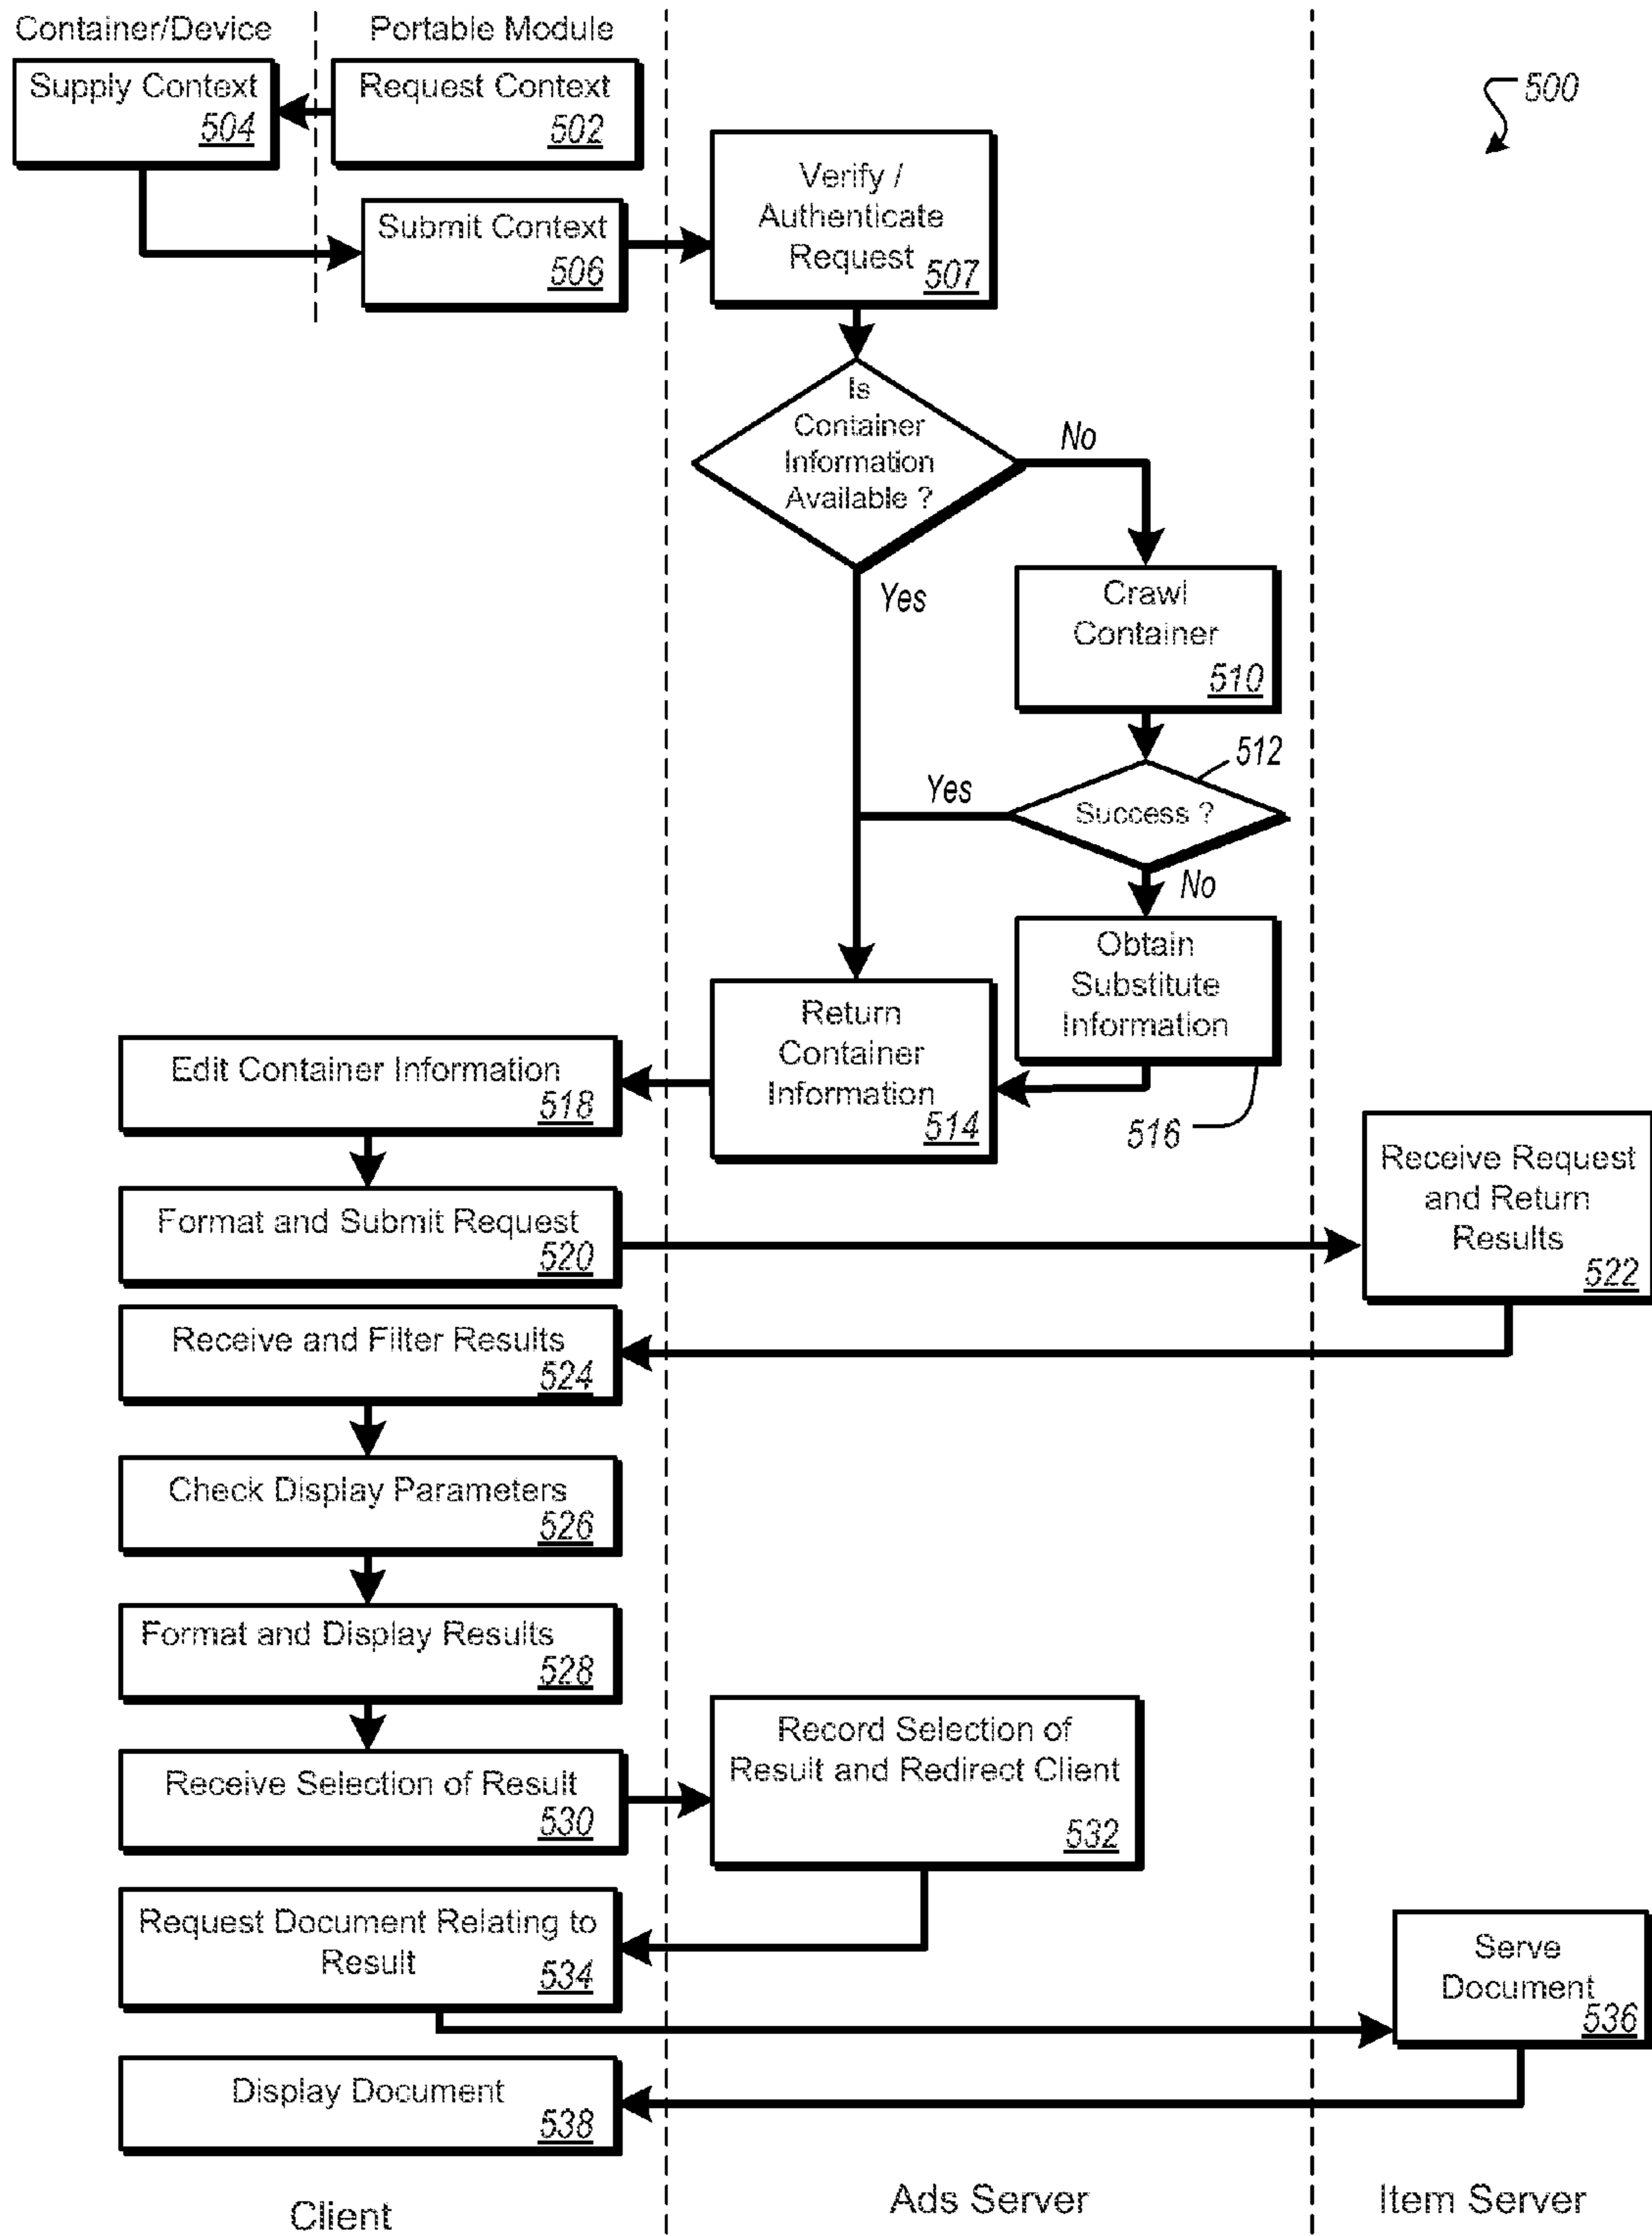 Container/Device
Portable Module
Supply Context
504
Request Context
502
500
Submit Context
506
Verify /
Authenticate
Request
507
Is
Container
Information
Available ?
No
Yes
Crawl
Container
510
512
Success ?
Yes
No
Obtain
Substitute
Information
516
Return
Container
Information
514
Edit Container Information
518
Format and Submit Request
520
Receive Request
and Return
Results
522
Receive and Filter Results
524
Check Display Parameters
526
Format and Display Results
528
Receive Selection of Result
530
Record Selection of
Result and Redirect Client
532
Request Document Relating to
Result
534
Serve
Document
536
Display Document
538
Client
Ads Server
Item Server